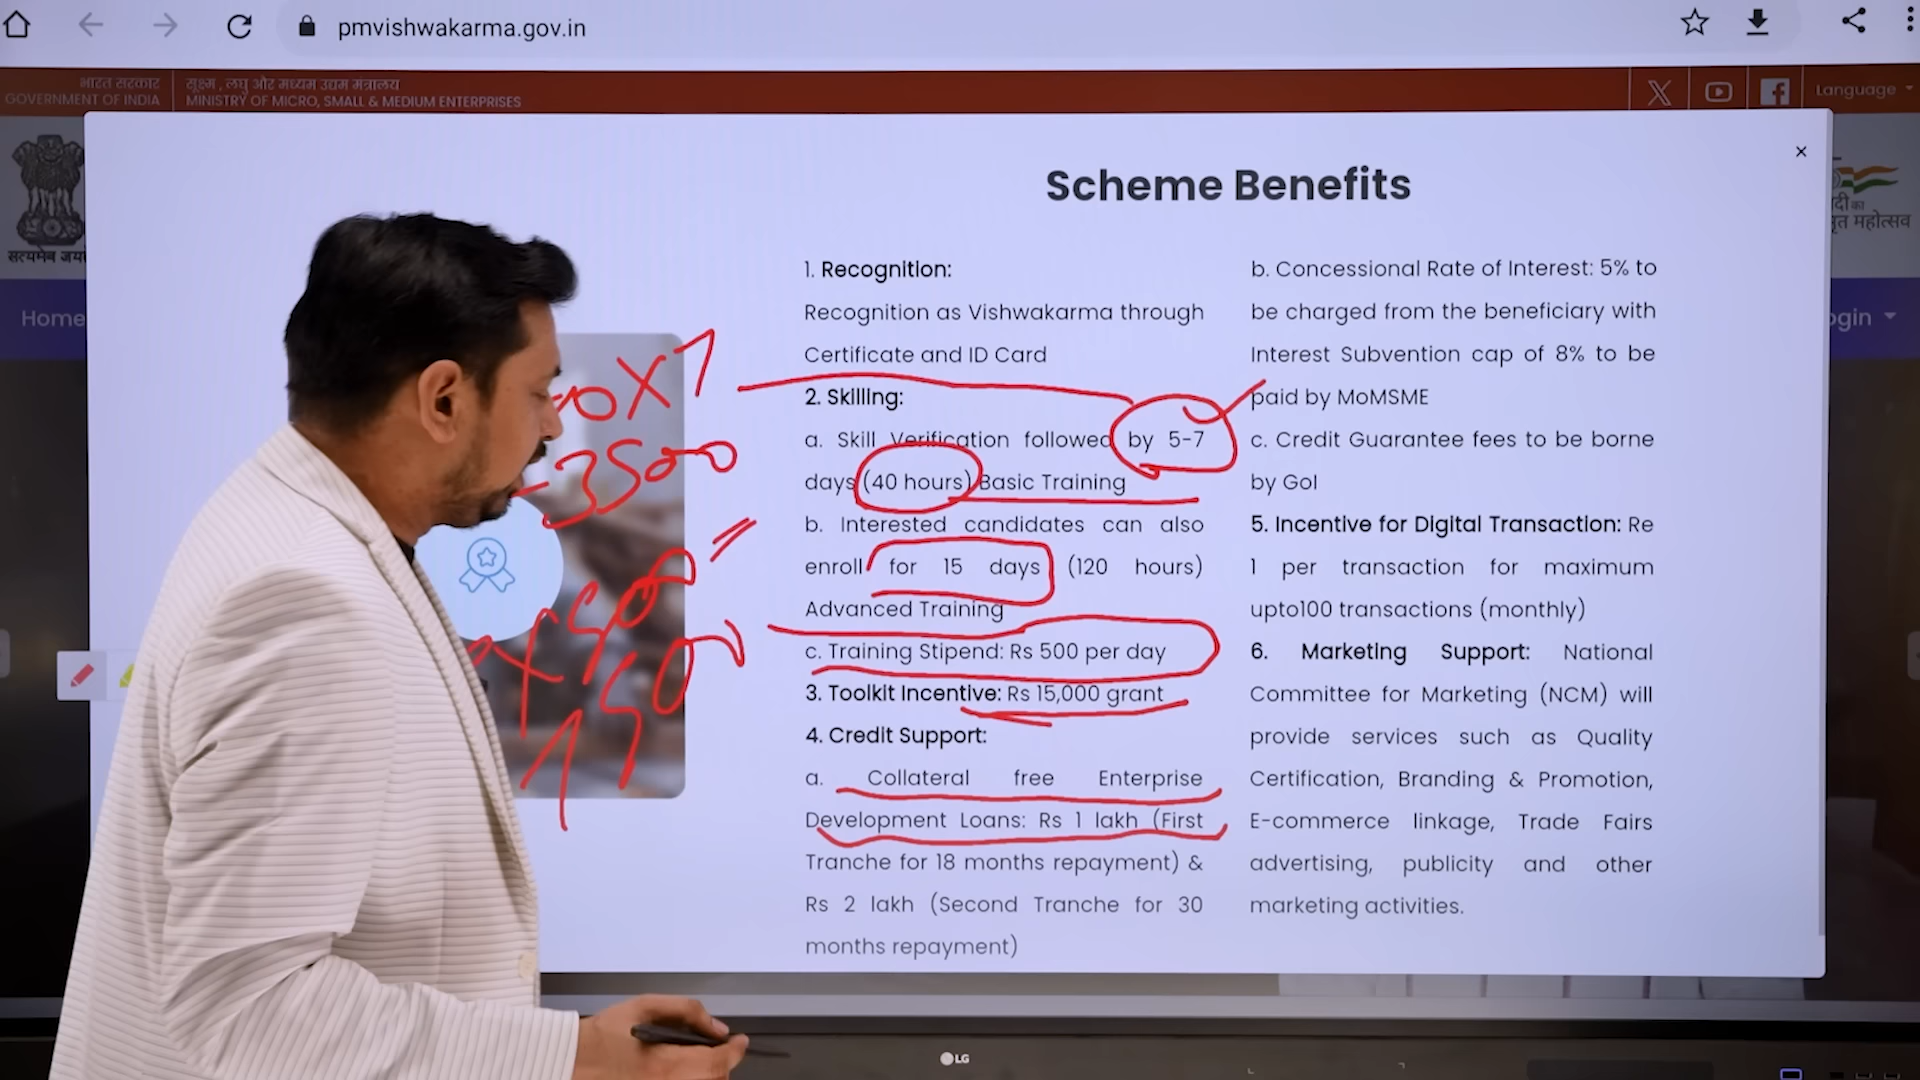 pmvishwakarma.gov.in
भारत सरकार
GOVERNMENT OF INDIA
सूक्ष्म , लघु और मध्यम उद्यम मंत्रालय
MINISTRY OF MICRO, SMALL & MEDIUM ENTERPRISES
Language
सत्यमेव
Home
Scheme Benefits
1. Recognition:
Recognition as Vishwakarma through
Certificate and ID Card
2. Skilling:
a. Skill Verification followed by 5-7
days (40 hours) Basic Training
b. Interested candidates can also
enroll for 15 days (120 hours)
Advanced Training
c. Training Stipend: Rs 500 per day
3. Toolkit Incentive: Rs 15,000 grant
4. Credit Support:
a. Collateral free Enterprise
Development Loans: Rs 1 lakh (First
Tranche for 18 months repayment) &
Rs 2 lakh (Second Tranche for 30
months repayment)
b. Concessional Rate of Interest: 5% to
be charged from the beneficiary with
Interest Subvention cap of 8% to be
paid by MoMSME
c. Credit Guarantee fees to be borne
by GoI
5. Incentive for Digital Transaction: Re
1 per transaction for maximum
upto100 transactions (monthly)
6. Marketing Support: National
Committee for Marketing (NCM) will
provide services such as Quality
Certification, Branding & Promotion,
E-commerce linkage, Trade Fairs
advertising, publicity and other
marketing activities.
x 7
3500
x 500 =
LG